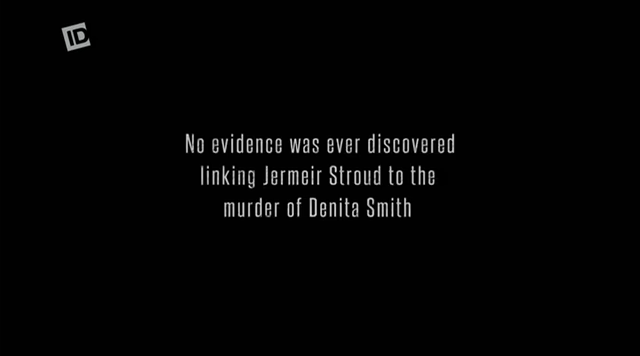 ID
No evidence was ever discovered
linking Jermeir Stroud to the
murder of Denita Smith